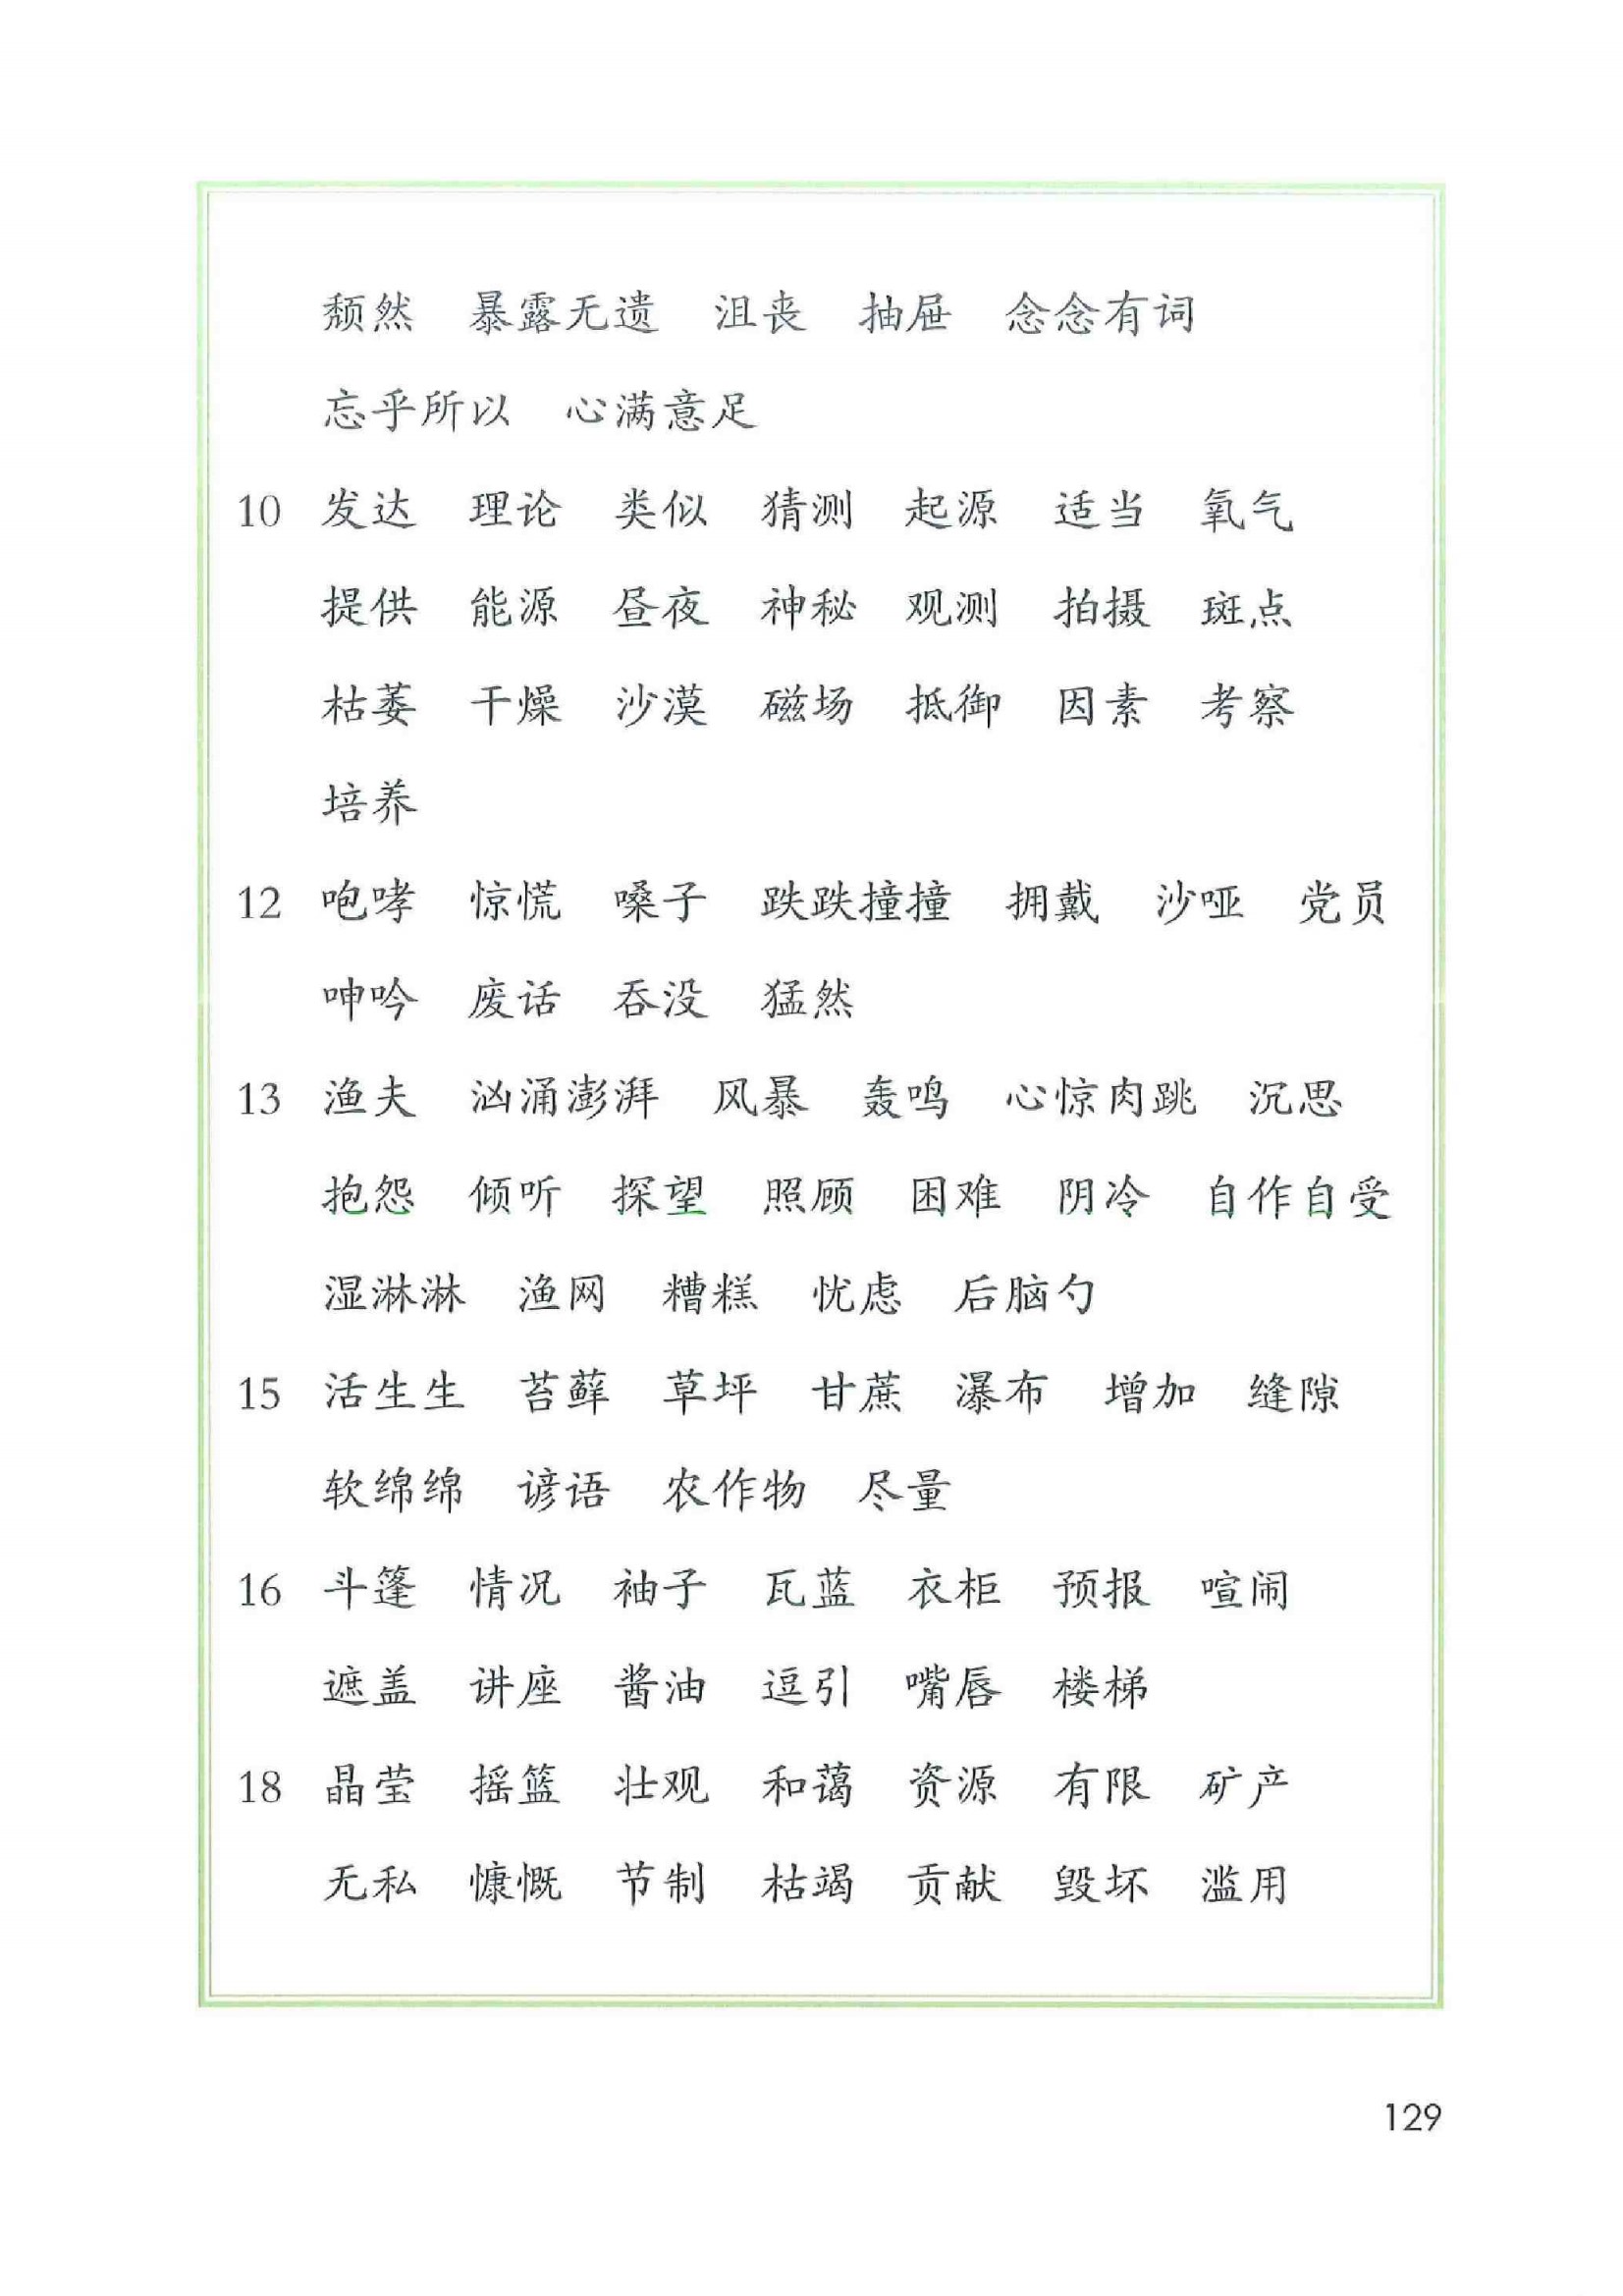 颓然 暴露无遗 沮丧 抽屉 念念有词
忘乎所以 心满意足
10 发达 理论 类似 猜测 起源 适当 氧气
提供 能源 昼夜 神秘 观测 拍摄 斑点
枯萎 干燥 沙漠 磁场 抵御 因素 考察
培养
12 咆哮 惊慌 嗓子 跌跌撞撞 拥戴 沙哑 党员
呻吟 废话 吞没 猛然
13 渔夫 汹涌澎湃 风暴 轰鸣 心惊肉跳 沉思
抱怨 倾听 探望 照顾 困难 阴冷 自作自受
湿淋淋 渔网 糟糕 忧虑 后脑勺
15 活生生 苔藓 草坪 甘蔗 瀑布 增加 缝隙
软绵绵 谚语 农作物 尽量
16 斗篷 情况 袖子 瓦蓝 衣柜 预报 喧闹
遮盖 讲座 酱油 逗引 嘴唇 楼梯
18 晶莹 摇篮 壮观 和蔼 资源 有限 矿产
无私 慷慨 节制 枯竭 贡献 毁坏 滥用
129